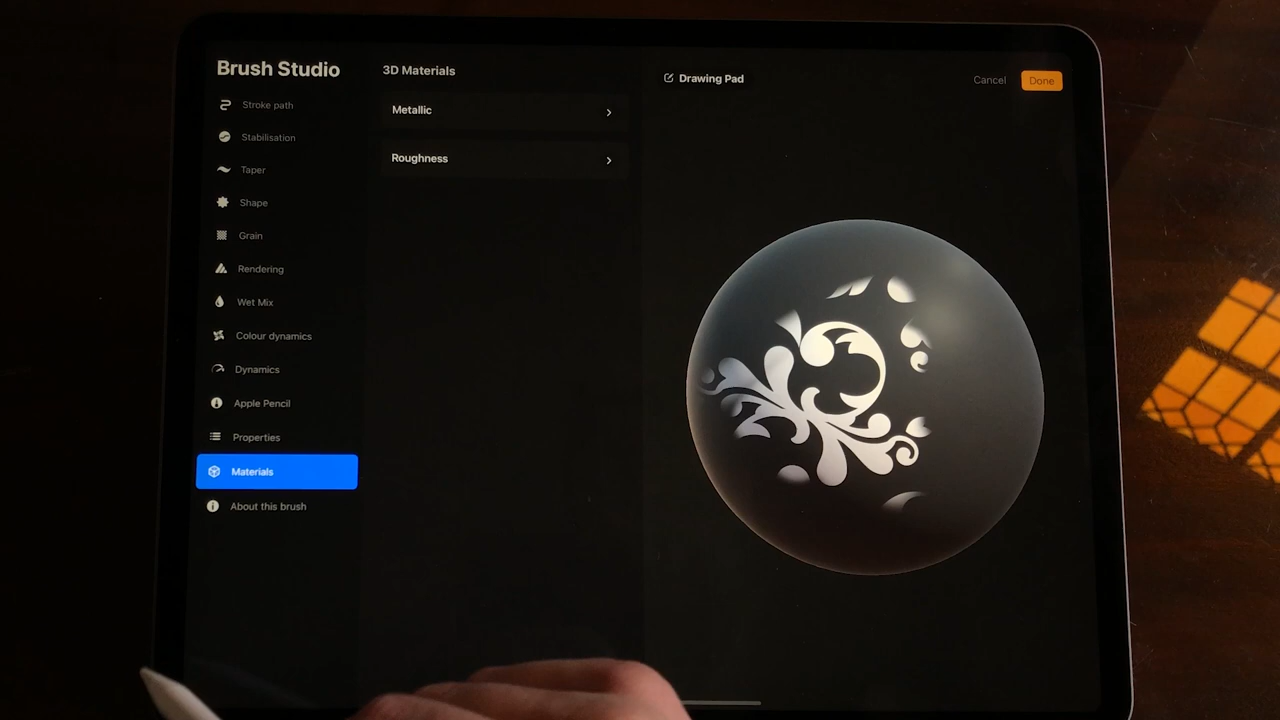 Brush Studio
Stroke path
Stabilisation
Taper
Shape
Grain
Rendering
Wet Mix
Colour dynamics
Dynamics
Apple Pencil
Properties
Materials
About this brush
3D Materials
Metallic
Roughness
Drawing Pad
Cancel
Done